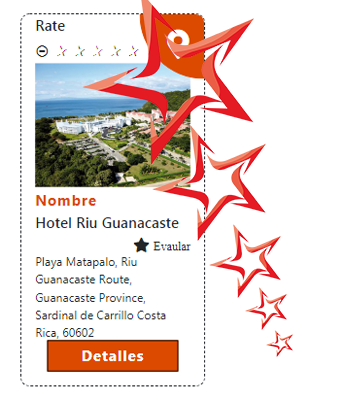 Rate
Nombre
Hotel Riu Guanacaste
Evaular
Playa Matapalo, Riu
Guanacaste Route,
Guanacaste Province,
Sardinal de Carrillo Costa
Rica, 60602
Detalles